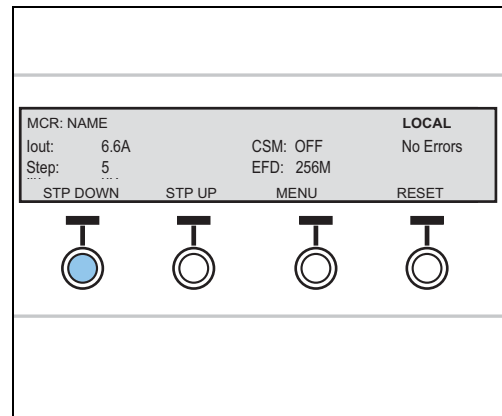 MCR: NAME LOCAL
Iout: 6.6A CSM: OFF No Errors
Step: 5 EFD: 256M
STP DOWN STP UP MENU RESET